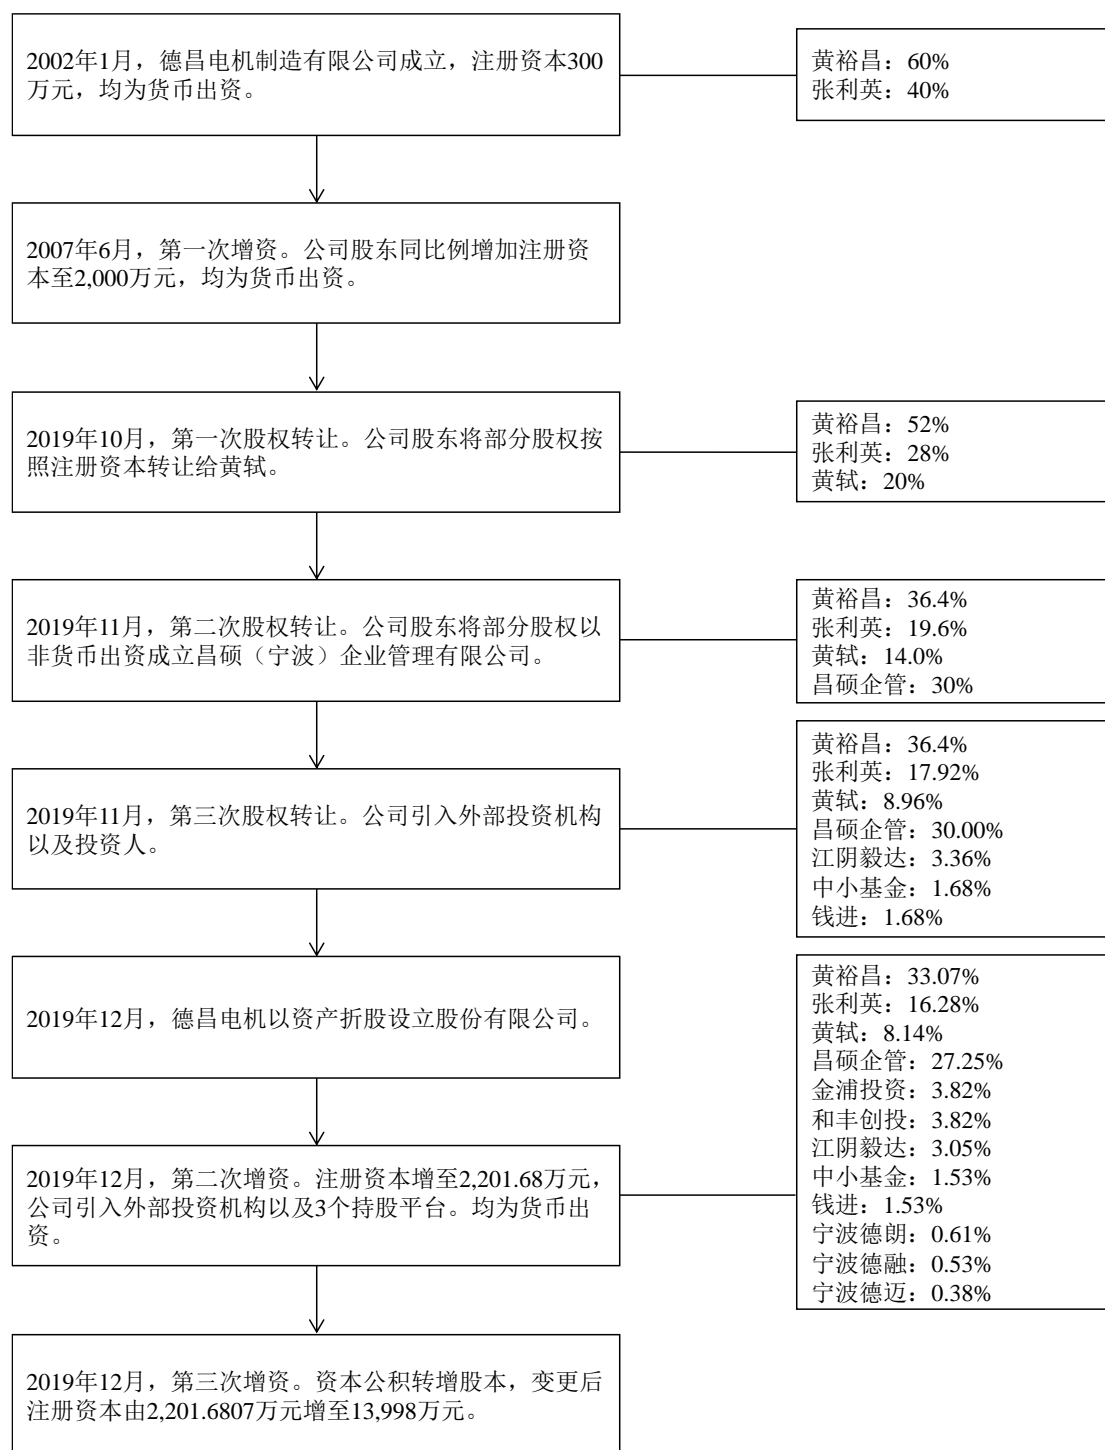 2002年1月，德昌电机制造有限公司成立，注册资本300
万元，均为货币出资。
黄裕昌：60%
张利英：40%
2007年6月，第一次增资。公司股东同比例增加注册资
本至2,000万元，均为货币出资。
2019年10月，第一次股权转让。公司股东将部分股权按
照注册资本转让给黄轼。
黄裕昌：52%
张利英：28%
黄轼：20%
2019年11月，第二次股权转让。公司股东将部分股权以
非货币出资成立昌硕（宁波）企业管理有限公司。
黄裕昌：36.4%
张利英：19.6%
黄轼：14.0%
昌硕企管：30%
2019年11月，第三次股权转让。公司引入外部投资机构
以及投资人。
黄裕昌：36.4%
张利英：17.92%
黄轼：8.96%
昌硕企管：30.00%
江阴毅达：3.36%
中小基金：1.68%
钱进：1.68%
2019年12月，德昌电机以资产折股设立股份有限公司。
2019年12月，第二次增资。注册资本增至2,201.68万元，
公司引入外部投资机构以及3个持股平台。均为货币出
资。
黄裕昌：33.07%
张利英：16.28%
黄轼：8.14%
昌硕企管：27.25%
金浦投资：3.82%
和丰创投：3.82%
江阴毅达：3.05%
中小基金：1.53%
钱进：1.53%
宁波德朗：0.61%
宁波德融：0.53%
宁波德迈：0.38%
2019年12月，第三次增资。资本公积转增股本，变更后
注册资本由2,201.6807万元增至13,998万元。